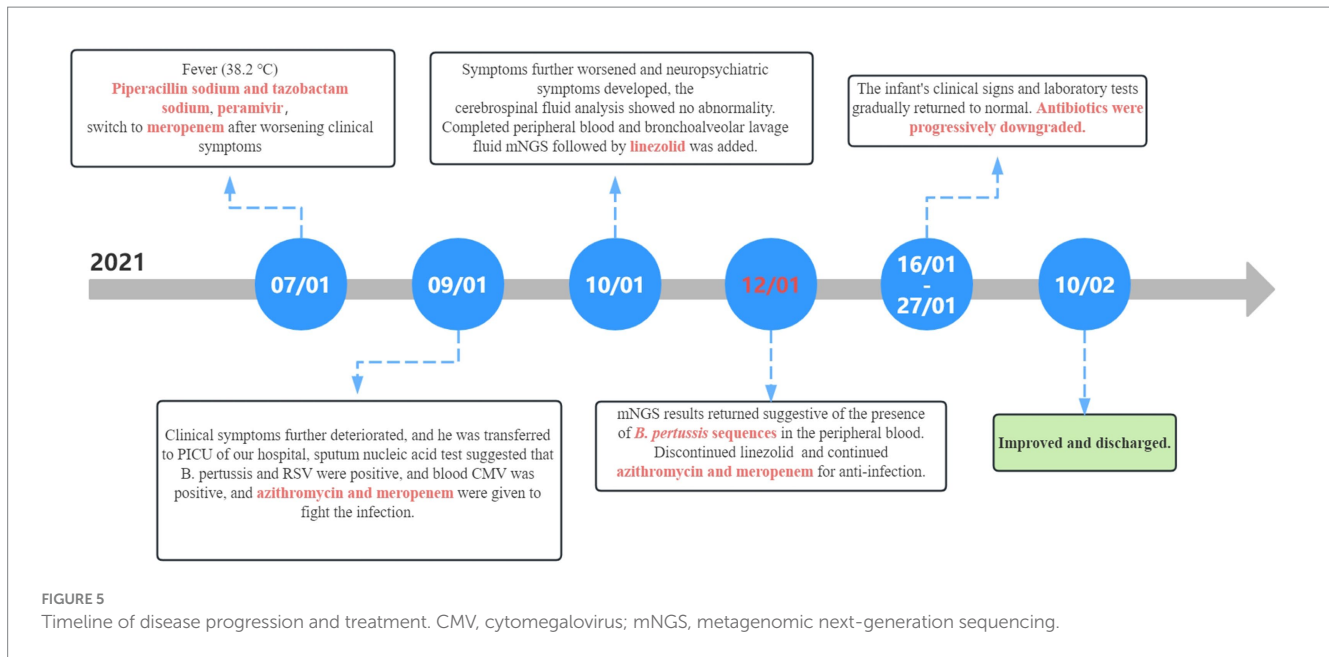 Fever (38.2 °C)
Piperacillin sodium and tazobactam
sodium, peramivir,
switch to meropenem after worsening clinical
symptoms
Symptoms further worsened and neuropsychiatric
symptoms developed, the
cerebrospinal fluid analysis showed no abnormality.
Completed peripheral blood and bronchoalveolar lavage
fluid mNGS followed by linezolid was added.
The infant's clinical signs and laboratory tests
gradually returned to normal. Antibiotics were
progressively downgraded.
2021
07/01
09/01
10/01
12/01
16/01
-
27/01
10/02
Clinical symptoms further deteriorated, and he was transferred
to PICU of our hospital, sputum nucleic acid test suggested that
B. pertussis and RSV were positive, and blood CMV was
positive, and azithromycin and meropenem were given to
fight the infection.
mNGS results returned suggestive of the presence
of B. pertussis sequences in the peripheral blood.
Discontinued linezolid and continued
azithromycin and meropenem for anti-infection.
Improved and discharged.
FIGURE 5
Timeline of disease progression and treatment. CMV, cytomegalovirus; mNGS, metagenomic next-generation sequencing.